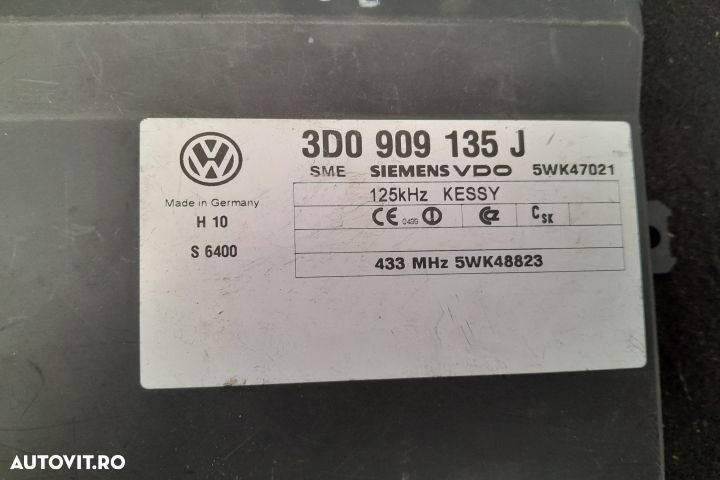 3D0 909 135 J
SME SIEMENS VDO 5WK47021
Made in Germany
H 10
S 6400
125kHz KESSY
CE 0499
C SK
433 MHz 5WK48823
AUTOVIT.RO